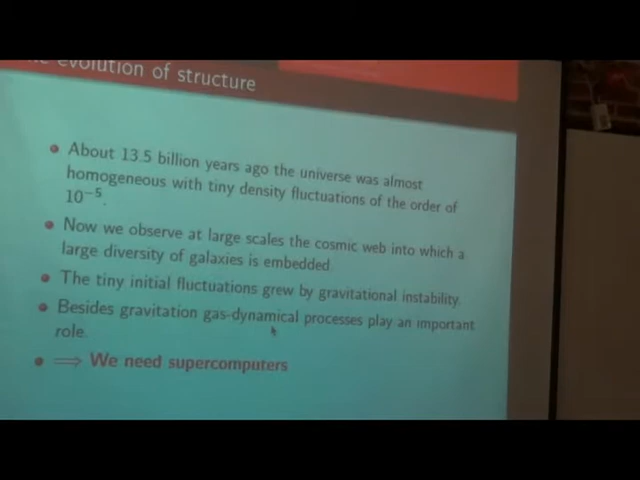 evolution of structure
About 13.5 billion years ago the universe was almost
homogeneous with tiny density fluctuations of the order of
10⁻⁵.
Now we observe at large scales the cosmic web into which a
large diversity of galaxies is embedded
The tiny initial fluctuations grew by gravitational instability.
Besides gravitation gas-dynamical processes play an important
role.
⟹ We need supercomputers